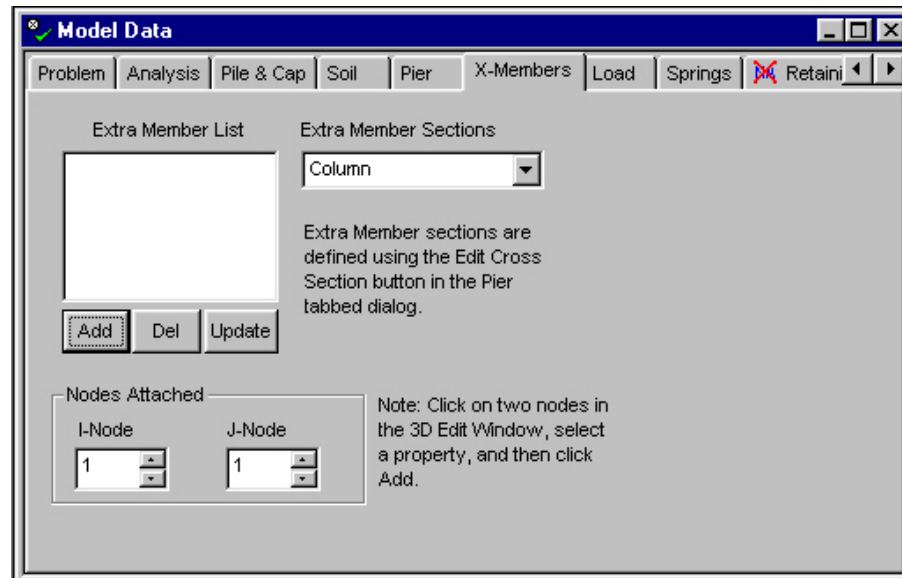 Model Data
Problem Analysis Pile & Cap Soil Pier X-Members Load Springs Retaini
Extra Member List Extra Member Sections
Column
Extra Member sections are
defined using the Edit Cross
Section button in the Pier
tabbed dialog.
Add Del Update
Nodes Attached
I-Node J-Node
1 1
Note: Click on two nodes in
the 3D Edit Window, select
a property, and then click
Add.